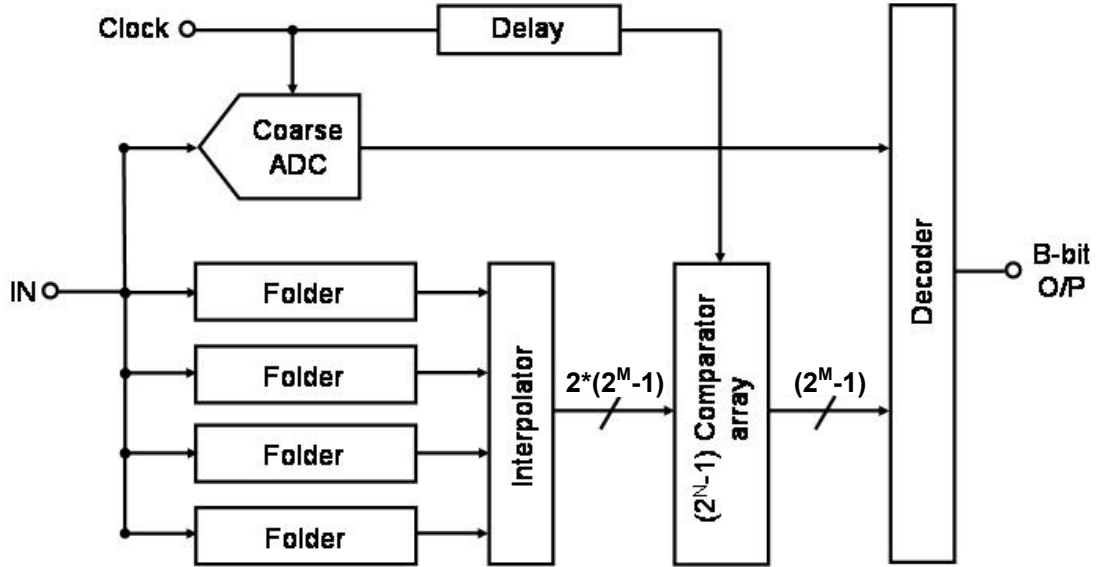 Clock
Delay
Coarse
ADC
IN
Folder
Folder
Folder
Folder
Interpolator
2*(2^M-1)
(2^N-1) Comparator
array
(2^M-1)
Decoder
B-bit
O/P